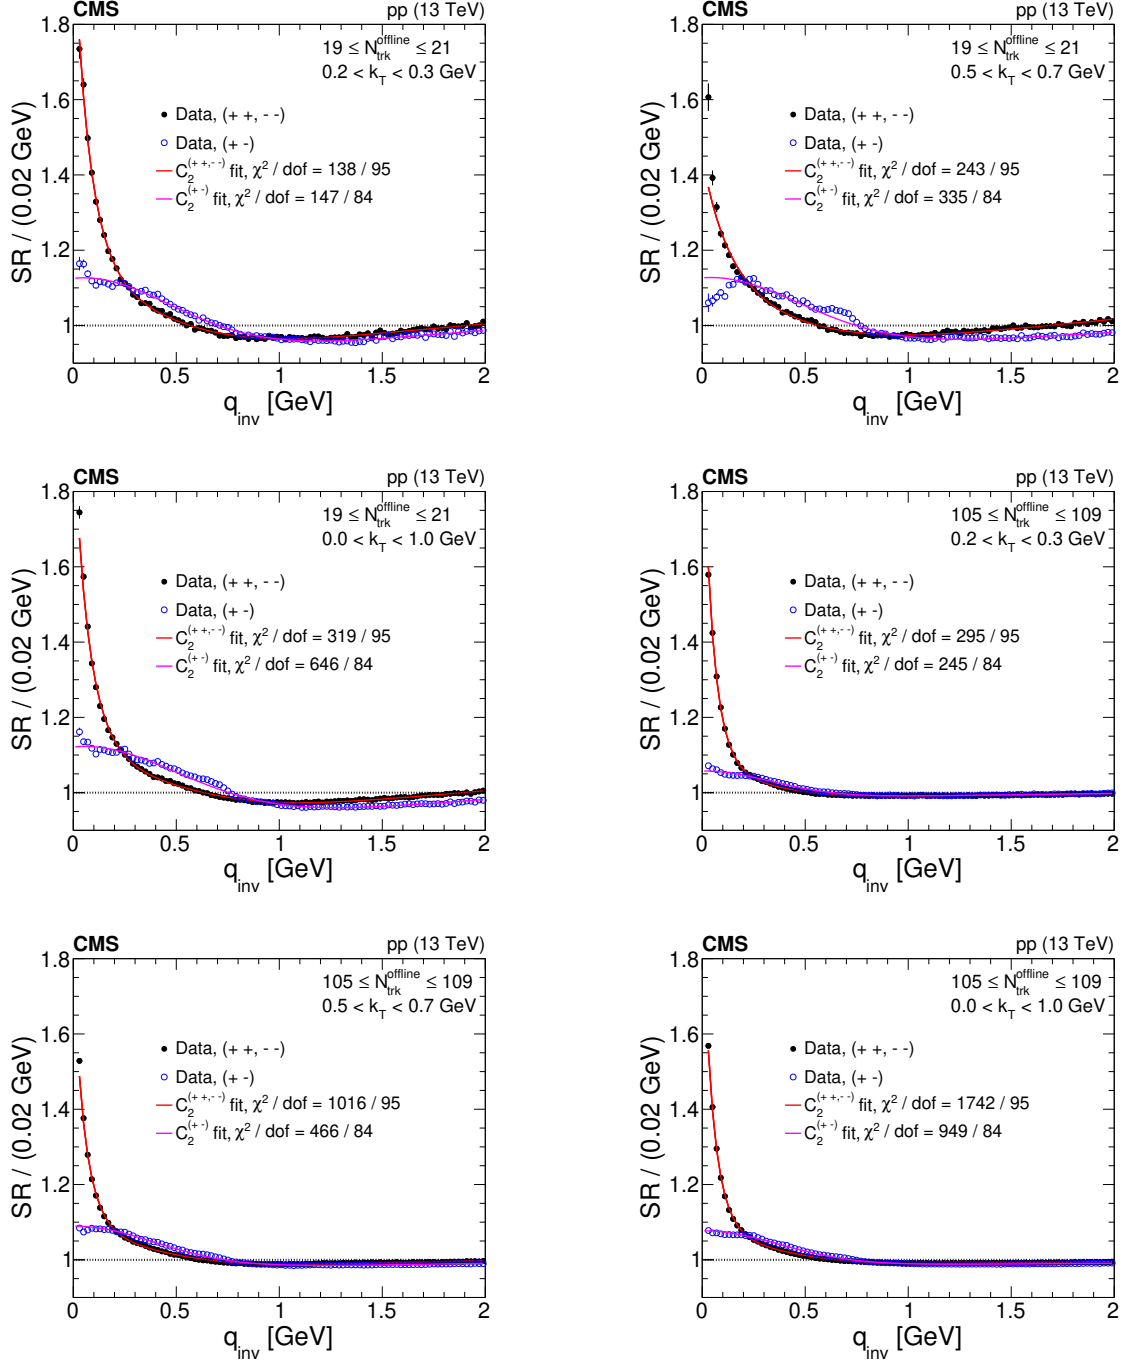 CMS pp (13 TeV)
19 ≤ N_trk^offline ≤ 21
0.2 < k_T < 0.3 GeV
Data, (+ +, - -)
Data, (+ -)
C_2^(+ +, - -) fit, χ² / dof = 138 / 95
C_2^(+ -) fit, χ² / dof = 147 / 84
SR / (0.02 GeV)
1.8
1.6
1.4
1.2
1
0 0.5 1 1.5 2
q_inv [GeV]
CMS pp (13 TeV)
19 ≤ N_trk^offline ≤ 21
0.5 < k_T < 0.7 GeV
Data, (+ +, - -)
Data, (+ -)
C_2^(+ +, - -) fit, χ² / dof = 243 / 95
C_2^(+ -) fit, χ² / dof = 335 / 84
SR / (0.02 GeV)
1.8
1.6
1.4
1.2
1
0 0.5 1 1.5 2
q_inv [GeV]
CMS pp (13 TeV)
19 ≤ N_trk^offline ≤ 21
0.0 < k_T < 1.0 GeV
Data, (+ +, - -)
Data, (+ -)
C_2^(+ +, - -) fit, χ² / dof = 319 / 95
C_2^(+ -) fit, χ² / dof = 646 / 84
SR / (0.02 GeV)
1.8
1.6
1.4
1.2
1
0 0.5 1 1.5 2
q_inv [GeV]
CMS pp (13 TeV)
105 ≤ N_trk^offline ≤ 109
0.2 < k_T < 0.3 GeV
Data, (+ +, - -)
Data, (+ -)
C_2^(+ +, - -) fit, χ² / dof = 295 / 95
C_2^(+ -) fit, χ² / dof = 245 / 84
SR / (0.02 GeV)
1.8
1.6
1.4
1.2
1
0 0.5 1 1.5 2
q_inv [GeV]
CMS pp (13 TeV)
105 ≤ N_trk^offline ≤ 109
0.5 < k_T < 0.7 GeV
Data, (+ +, - -)
Data, (+ -)
C_2^(+ +, - -) fit, χ² / dof = 1016 / 95
C_2^(+ -) fit, χ² / dof = 466 / 84
SR / (0.02 GeV)
1.8
1.6
1.4
1.2
1
0 0.5 1 1.5 2
q_inv [GeV]
CMS pp (13 TeV)
105 ≤ N_trk^offline ≤ 109
0.0 < k_T < 1.0 GeV
Data, (+ +, - -)
Data, (+ -)
C_2^(+ +, - -) fit, χ² / dof = 1742 / 95
C_2^(+ -) fit, χ² / dof = 949 / 84
SR / (0.02 GeV)
1.8
1.6
1.4
1.2
1
0 0.5 1 1.5 2
q_inv [GeV]